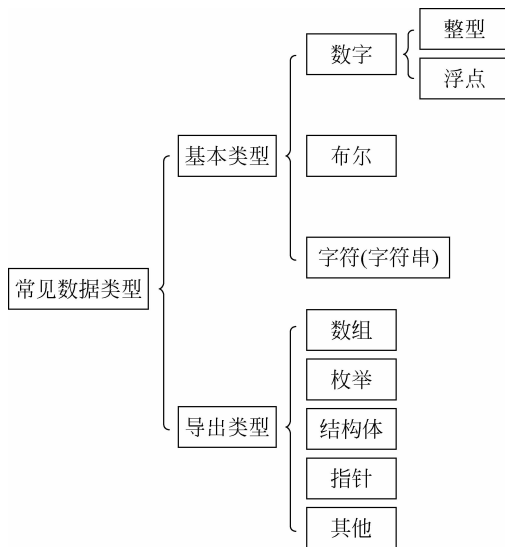 常见数据类型
基本类型
数字
整型
浮点
布尔
字符(字符串)
导出类型
数组
枚举
结构体
指针
其他